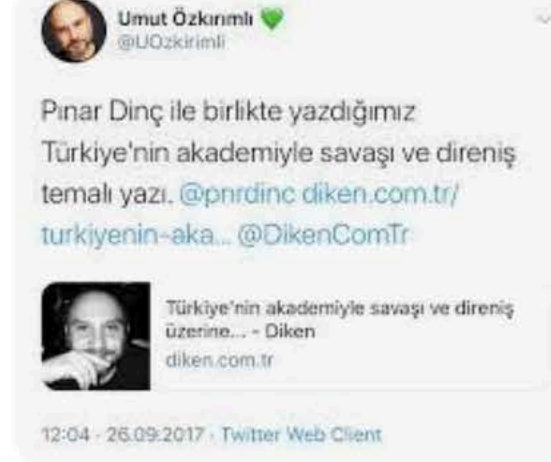 Umut Özkırımlı 💚
@UOzkirimli
Pınar Dinç ile birlikte yazdığımız
Türkiye'nin akademiyle savaşı ve direniş
temalı yazı. @pnrdinc diken.com.tr/
turkiyenin-aka... @DikenComTr
Türkiye'nin akademiyle savaşı ve direniş
üzerine... - Diken
diken.com.tr
12:04 - 26.09.2017 · Twitter Web Client